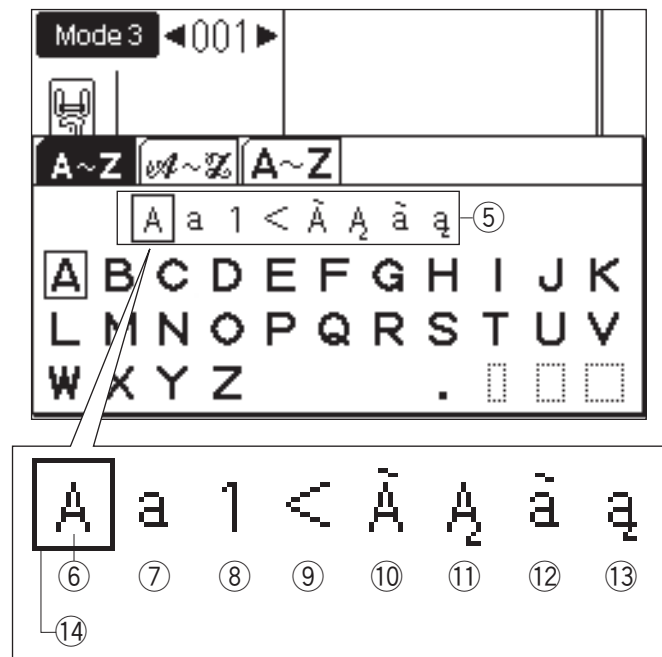 Mode 3 ◄001►
A~Z 𝒜~𝒵 A~Z
A a 1 < Ã Ą ã ą ⑤
A B C D E F G H I J K
L M N O P Q R S T U V
W X Y Z .
A a 1 < Ã Ą ã ą
⑥ ⑦ ⑧ ⑨ ⑩ ⑪ ⑫ ⑬
⑭